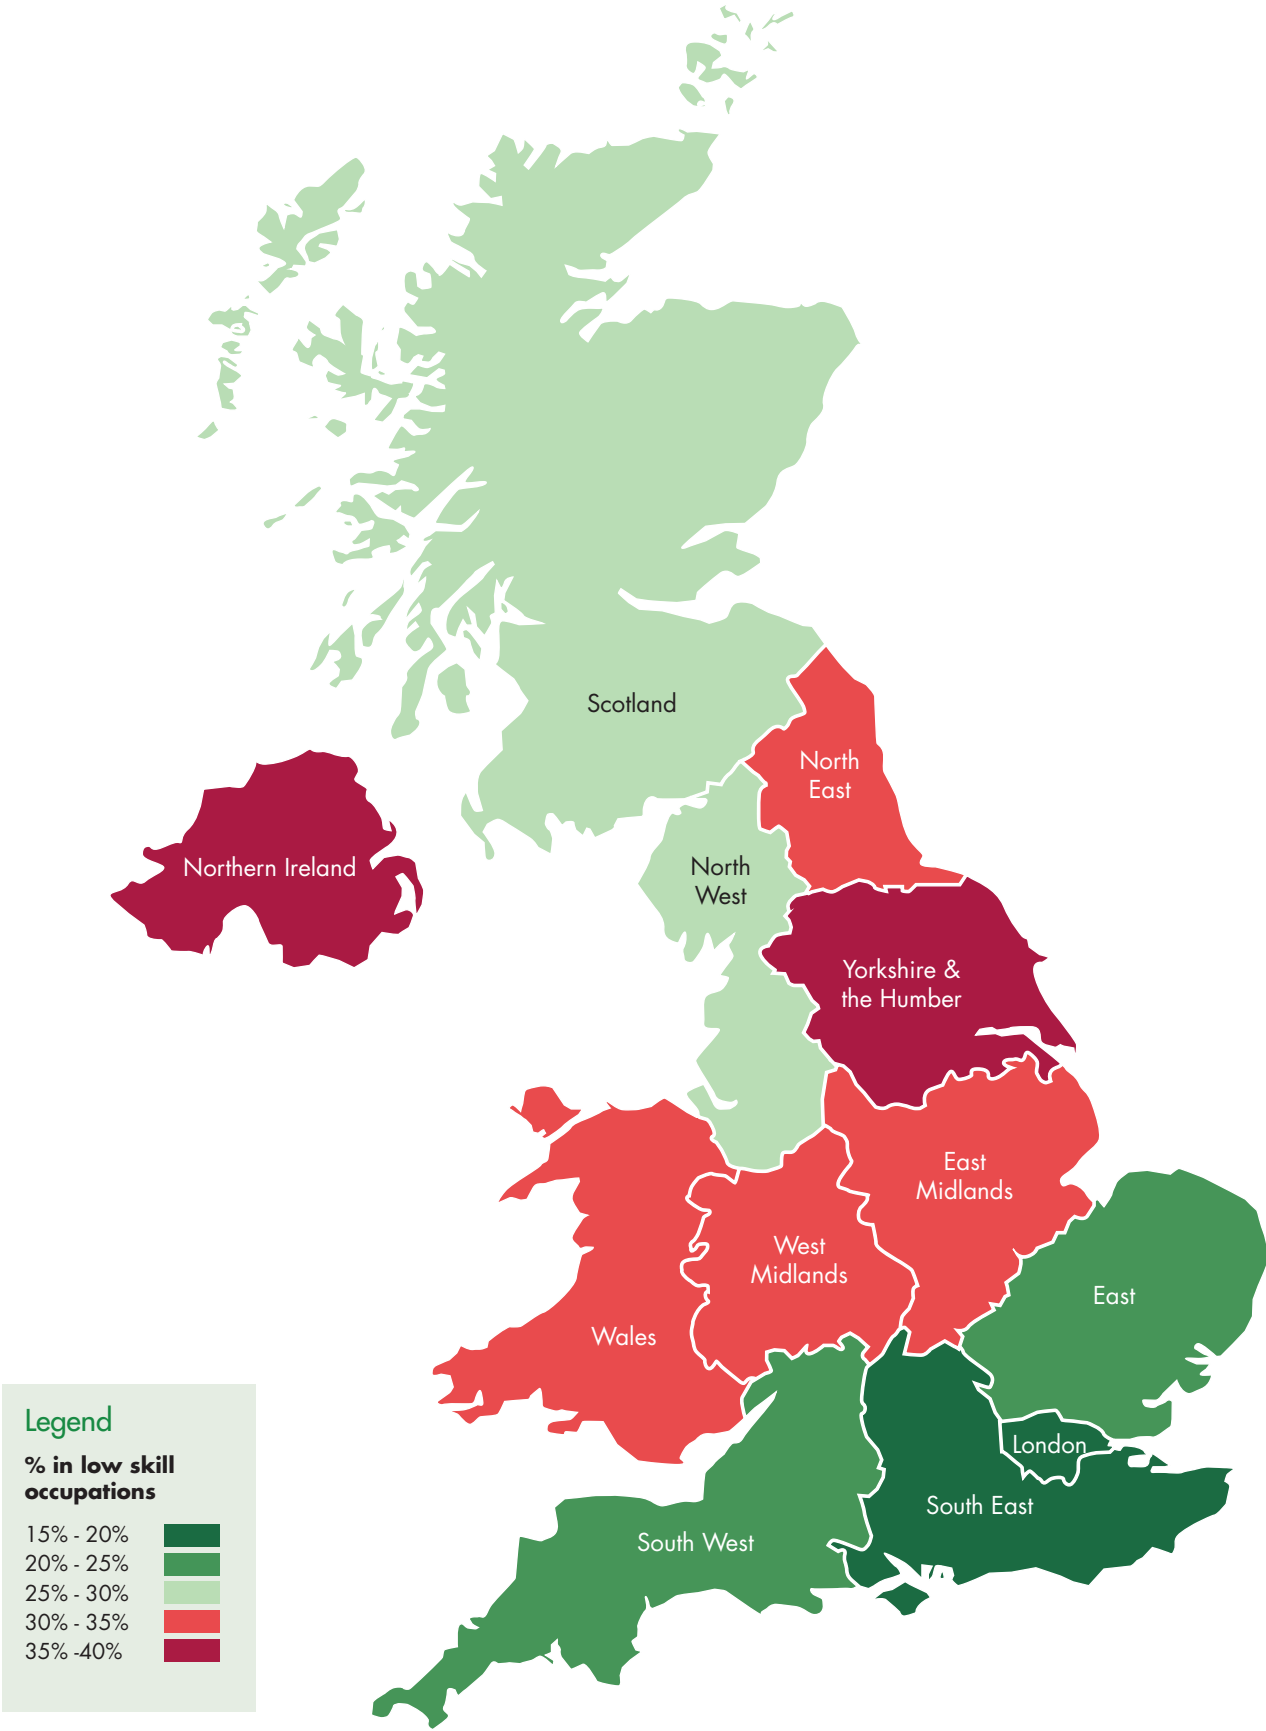 Scotland
North
East
Northern Ireland
North
West
Yorkshire &
the Humber
East
Midlands
West
Midlands
East
Wales
Legend
% in low skill
occupations
15% - 20%
20% - 25%
25% - 30%
30% - 35%
35% -40%
London
South East
South West